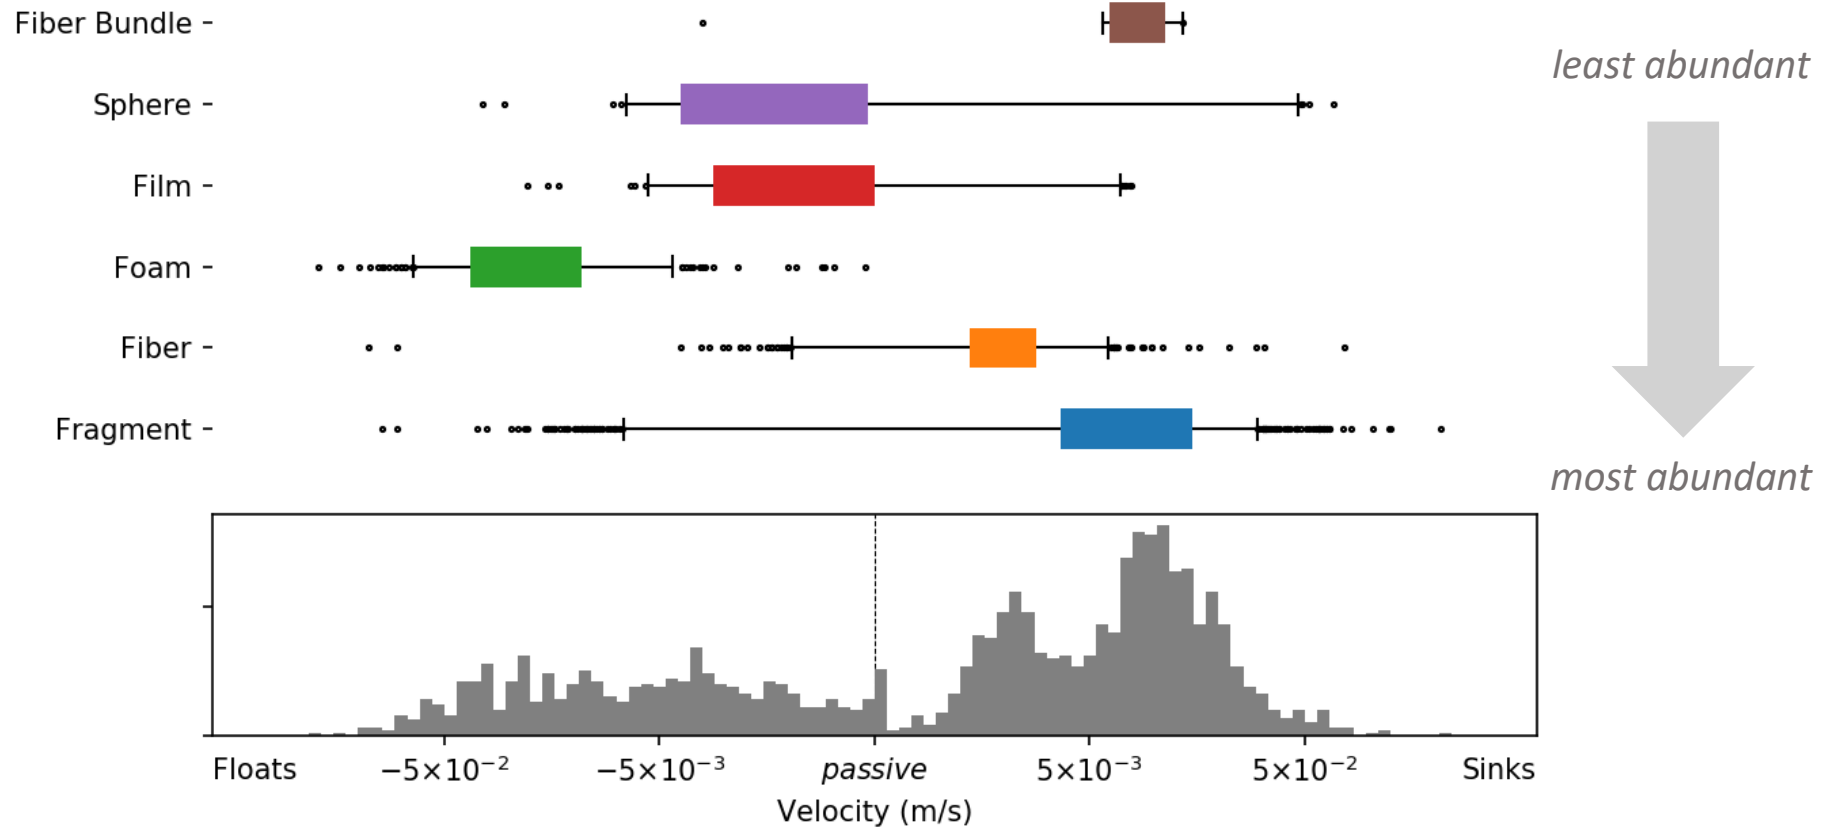 Fiber Bundle
least abundant
Sphere
Film
Foam
Fiber
Fragment
most abundant
Floats
−5×10⁻²
−5×10⁻³
passive
5×10⁻³
5×10⁻²
Sinks
Velocity (m/s)